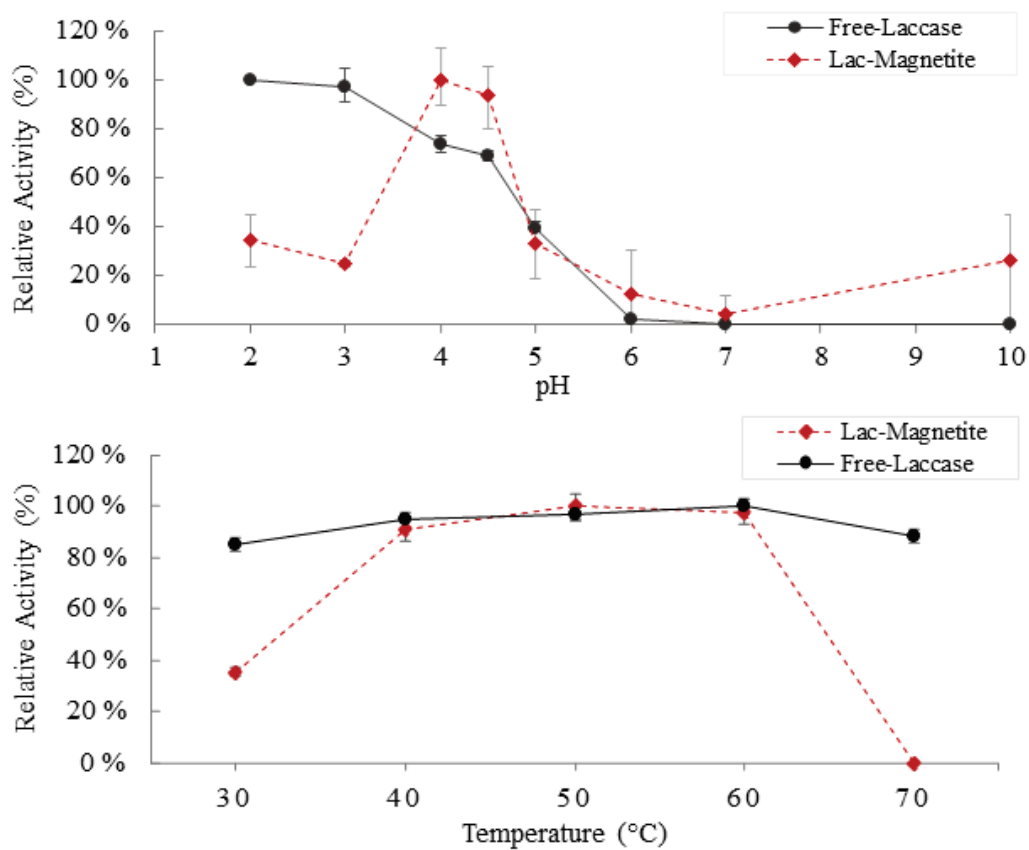 Free-Laccase
Lac-Magnetite
120 %
100 %
80 %
60 %
40 %
20 %
0 %
Relative Activity (%)
1 2 3 4 5 6 7 8 9 10
pH
Lac-Magnetite
Free-Laccase
120 %
100 %
80 %
60 %
40 %
20 %
0 %
Relative Activity (%)
30 40 50 60 70
Temperature (°C)